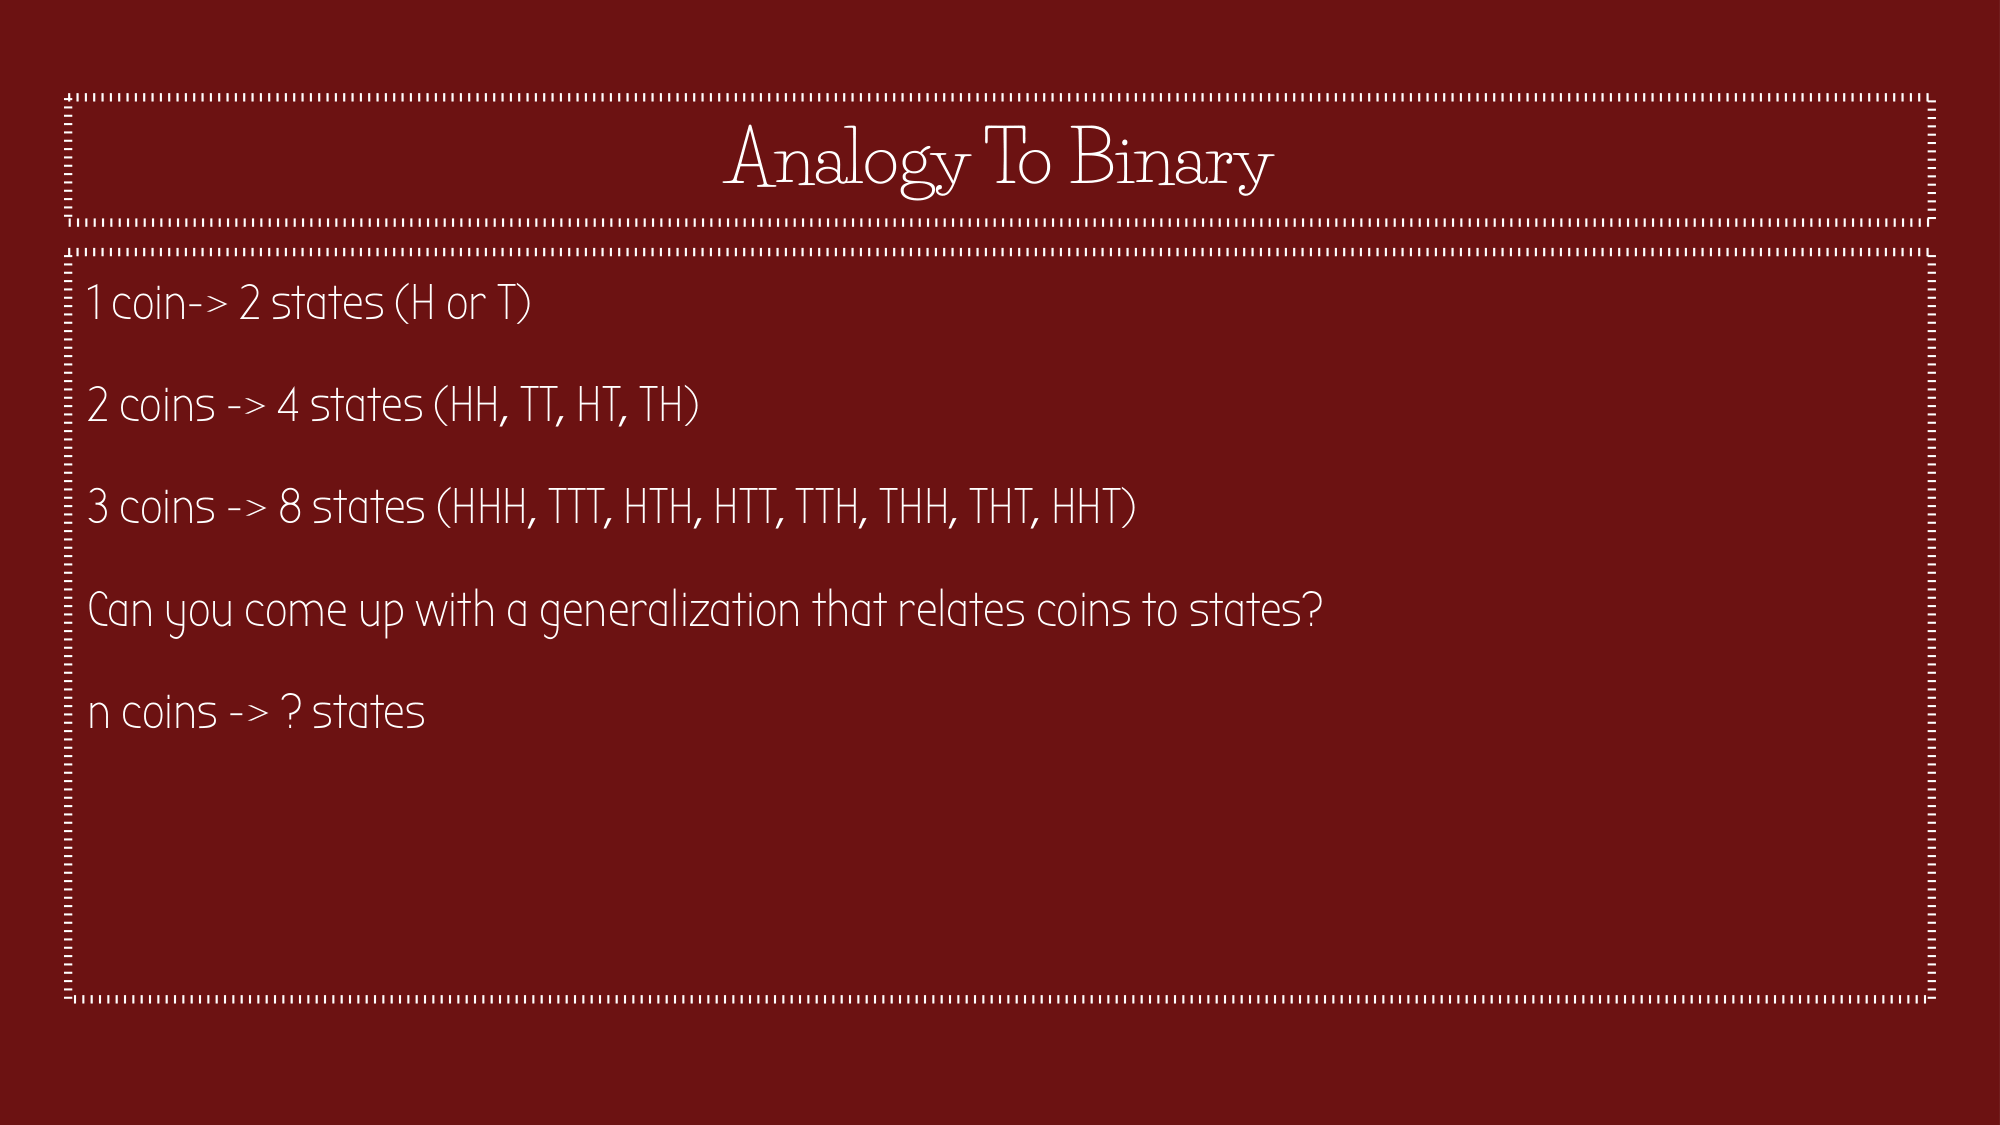 Analogy To Binary
1 coin-> 2 states (H or T)
2 coins -> 4 states (HH, TT, HT, TH)
3 coins -> 8 states (HHH, TTT, HTH, HTT, TTH, THH, THT, HHT)
Can you come up with a generalization that relates coins to states?
n coins -> ? states